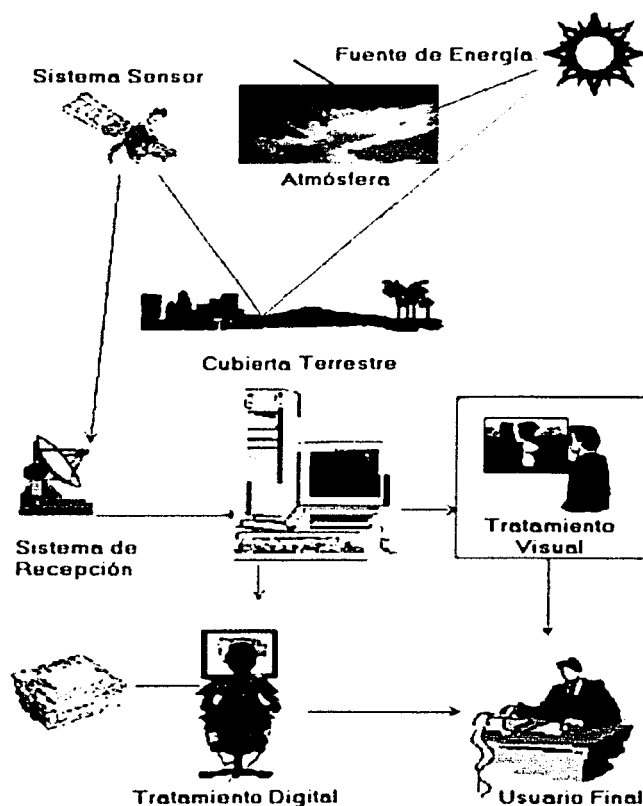 Fuente de Energía
Sistema Sensor
Atmósfera
Cubierta Terrestre
Tratamiento
Visual
Sistema de
Recepción
Tratamiento Digital
Usuario Final